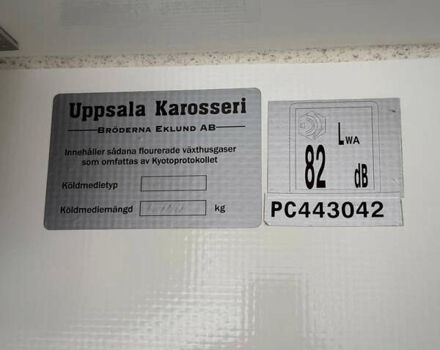 Uppsala Karosseri
BRÖDERNA EKLUND AB
Innehåller sådana flourerade växthusgaser
som omfattas av Kyotoprotokollet
Köldmedietyp
Köldmediemängd kg
LWA
82 dB
PC443042